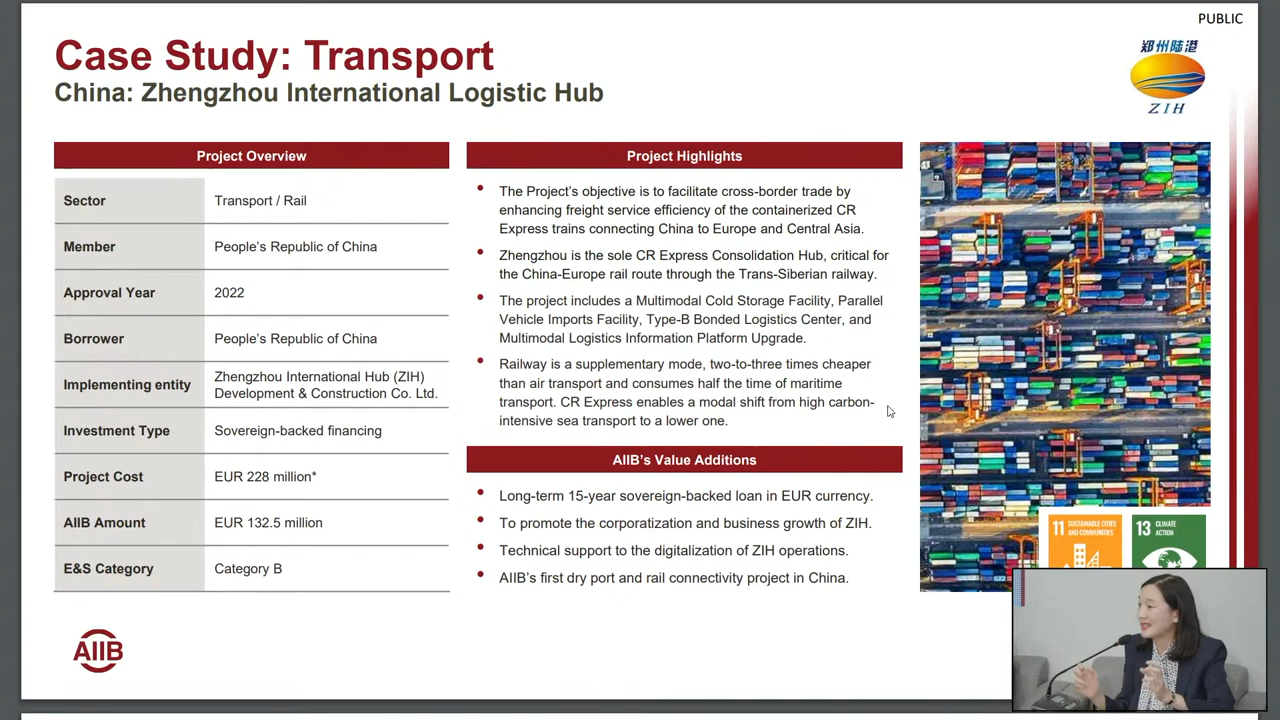 PUBLIC
Case Study: Transport
China: Zhengzhou International Logistic Hub
郑州陆港
ZIH
Project Overview
Sector Transport / Rail
Member People's Republic of China
Approval Year 2022
Borrower People's Republic of China
Implementing entity Zhengzhou International Hub (ZIH)
Development & Construction Co. Ltd.
Investment Type Sovereign-backed financing
Project Cost EUR 228 million*
AIIB Amount EUR 132.5 million
E&S Category Category B
Project Highlights
• The Project's objective is to facilitate cross-border trade by
enhancing freight service efficiency of the containerized CR
Express trains connecting China to Europe and Central Asia.
• Zhengzhou is the sole CR Express Consolidation Hub, critical for
the China-Europe rail route through the Trans-Siberian railway.
• The project includes a Multimodal Cold Storage Facility, Parallel
Vehicle Imports Facility, Type-B Bonded Logistics Center, and
Multimodal Logistics Information Platform Upgrade.
• Railway is a supplementary mode, two-to-three times cheaper
than air transport and consumes half the time of maritime
transport. CR Express enables a modal shift from high carbon-
intensive sea transport to a lower one.
AIIB's Value Additions
• Long-term 15-year sovereign-backed loan in EUR currency.
• To promote the corporatization and business growth of ZIH.
• Technical support to the digitalization of ZIH operations.
• AIIB's first dry port and rail connectivity project in China.
11 SUSTAINABLE CITIES
AND COMMUNITIES
13 CLIMATE
ACTION
AIIB